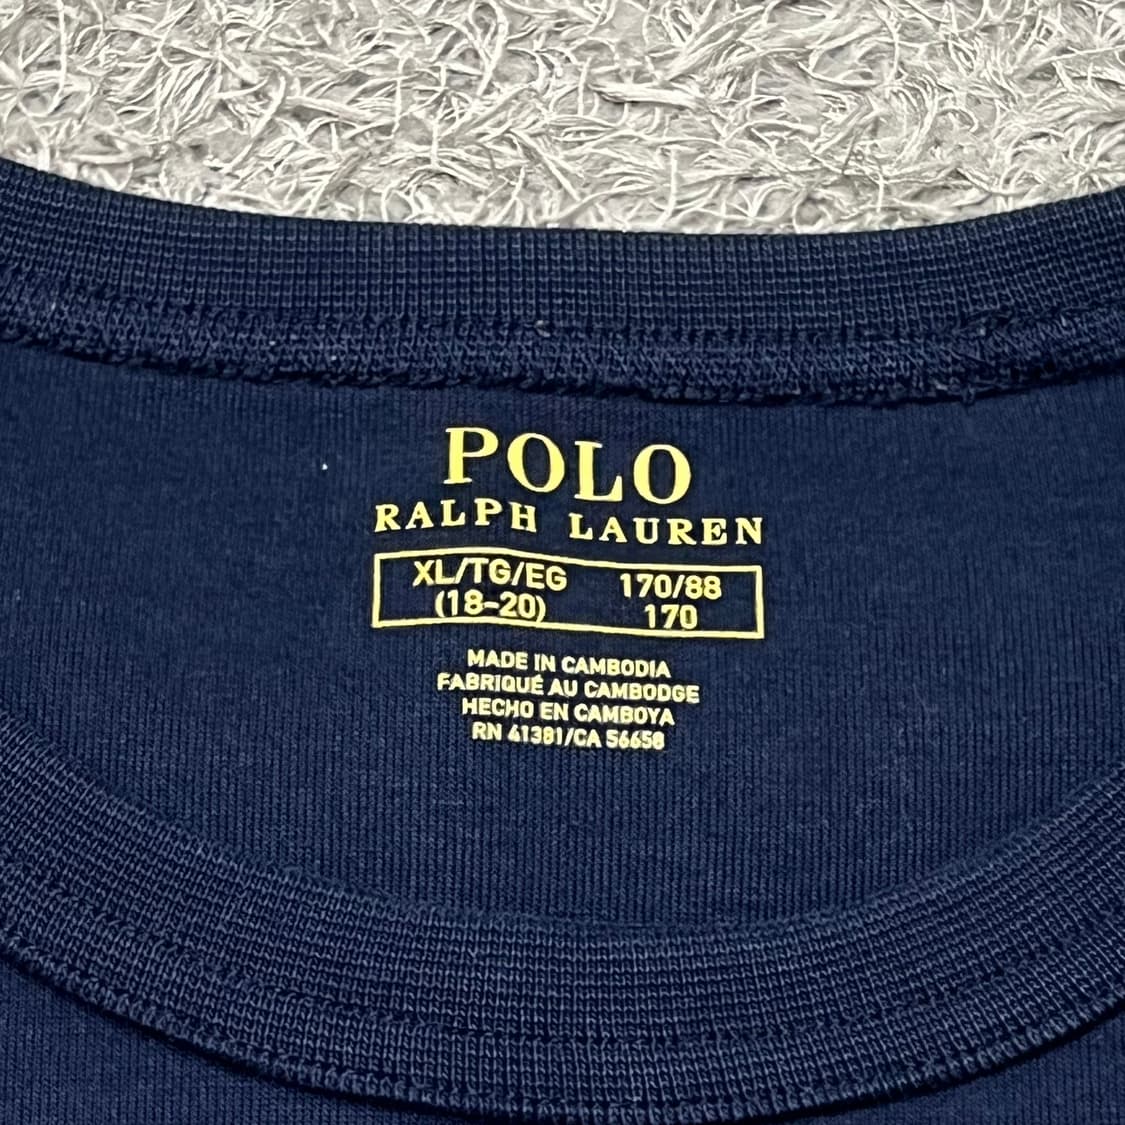 POLO
RALPH LAUREN
XL/TG/EG 170/88
(18-20) 170
MADE IN CAMBODIA
FABRIQUÉ AU CAMBODGE
HECHO EN CAMBOYA
RN 41381/CA 56658